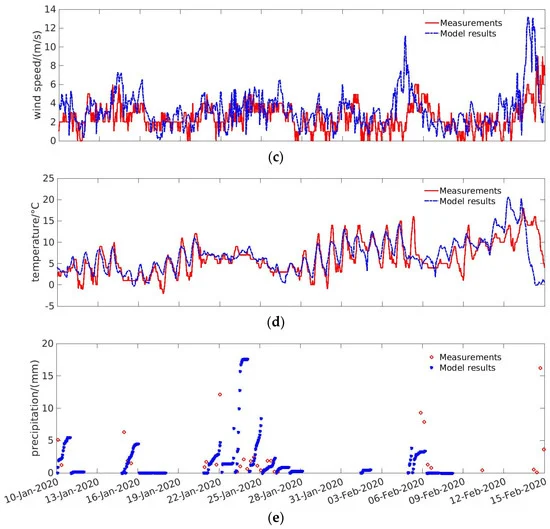 14
12
10
8
6
4
2
0
wind speed/(m/s)
Measurements
Model results
(c)
25
20
15
10
5
0
-5
temperature/°C
Measurements
Model results
(d)
20
15
10
5
0
precipitation/(mm)
Measurements
Model results
10-Jan-2020 13-Jan-2020 16-Jan-2020 19-Jan-2020 22-Jan-2020 25-Jan-2020 28-Jan-2020 31-Jan-2020 03-Feb-2020 06-Feb-2020 09-Feb-2020 12-Feb-2020 15-Feb-2020
(e)